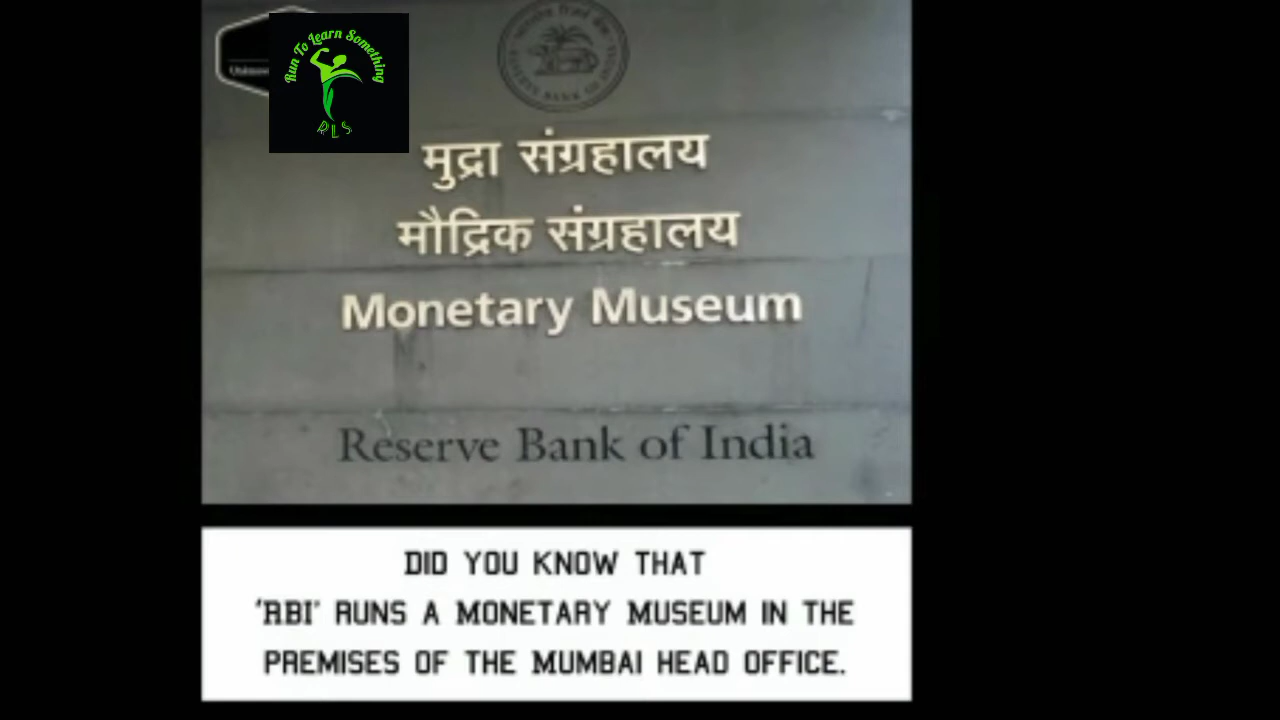 Run To Learn Something
RLS
मुद्रा संग्रहालय
मौद्रिक संग्रहालय
Monetary Museum
Reserve Bank of India
DID YOU KNOW THAT
‘RBI’ RUNS A MONETARY MUSEUM IN THE
PREMISES OF THE MUMBAI HEAD OFFICE.